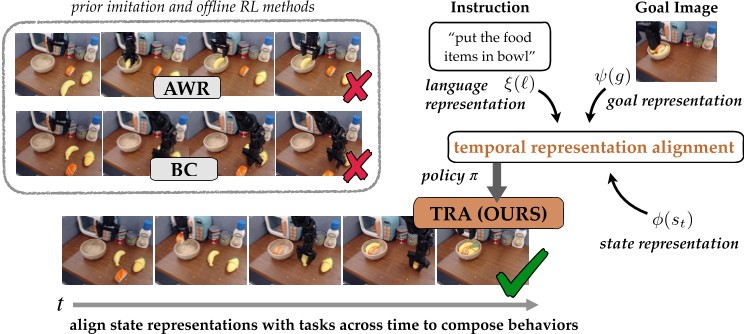 prior imitation and offline RL methods
AWR
BC
Instruction
Goal Image
“put the food
items in bowl”
language
representation
ξ(ℓ)
ψ(g)
goal representation
temporal representation alignment
policy π
TRA (OURS)
ϕ(sₜ)
state representation
t
align state representations with tasks across time to compose behaviors